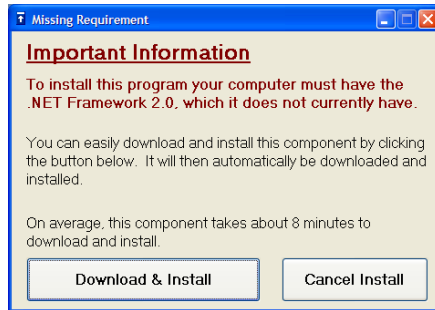 Missing Requirement
Important Information
To install this program your computer must have the
.NET Framework 2.0, which it does not currently have.
You can easily download and install this component by clicking
the button below.  It will then automatically be downloaded and
installed.
On average, this component takes about 8 minutes to
download and install.
Download & Install
Cancel Install